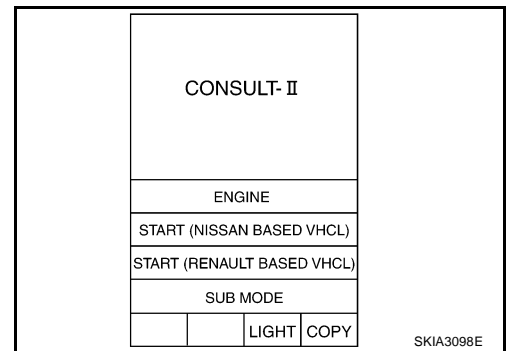 CONSULT-Ⅱ
ENGINE
START (NISSAN BASED VHCL)
START (RENAULT BASED VHCL)
SUB MODE
LIGHT COPY
SKIA3098E